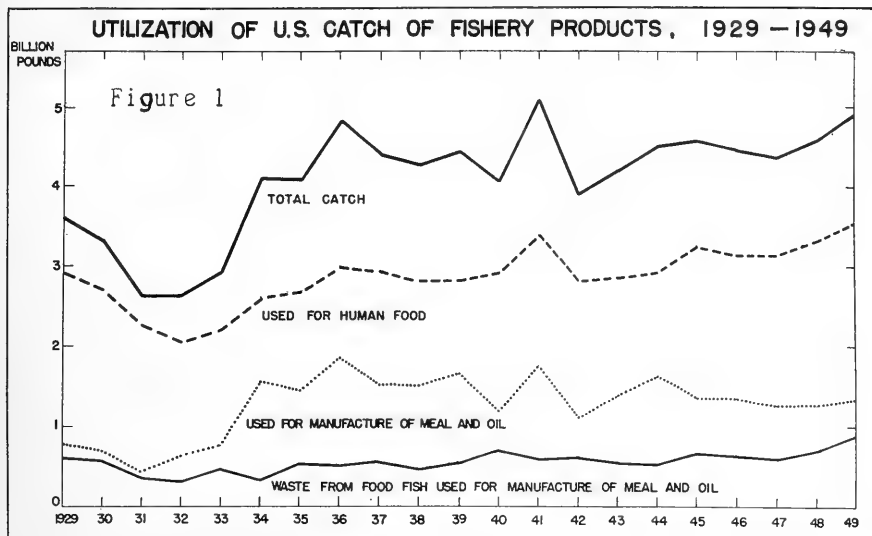 UTILIZATION OF U.S. CATCH OF FISHERY PRODUCTS, 1929 – 1949
BILLION
POUNDS
Figure 1
5
4
TOTAL CATCH
3
USED FOR HUMAN FOOD
2
1
USED FOR MANUFACTURE OF MEAL AND OIL
WASTE FROM FOOD FISH USED FOR MANUFACTURE OF MEAL AND OIL
0
1929 30 31 32 33 34 35 36 37 38 39 40 41 42 43 44 45 46 47 48 49